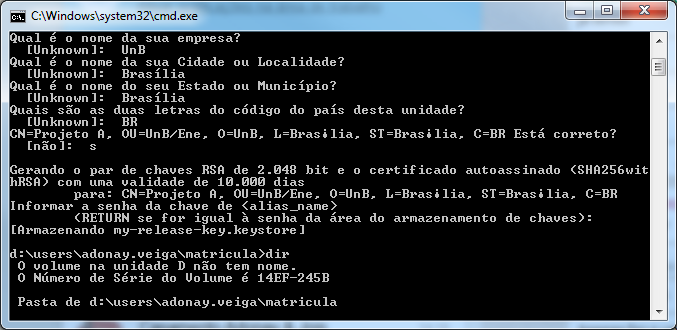 C:\Windows\system32\cmd.exe
Qual é o nome da sua empresa?
[Unknown]: UnB
Qual é o nome da sua Cidade ou Localidade?
[Unknown]: Brasília
Qual é o nome do seu Estado ou Município?
[Unknown]: Brasília
Quais são as duas letras do código do país desta unidade?
[Unknown]: BR
CN=Projeto A, OU=UnB/Ene, O=UnB, L=Bras¡lia, ST=Bras¡lia, C=BR Está correto?
[não]: s

Gerando o par de chaves RSA de 2.048 bit e o certificado autoassinado (SHA256wit
hRSA) com uma validade de 10.000 dias
para: CN=Projeto A, OU=UnB/Ene, O=UnB, L=Bras¡lia, ST=Bras¡lia, C=BR
Informar a senha da chave de <alias_name>
(RETURN se for igual à senha da área do armazenamento de chaves):
[Armazenando my-release-key.keystore]

d:\users\adonay.veiga\matricula>dir
O volume na unidade D não tem nome.
O Número de Série do Volume é 14EF-245B

Pasta de d:\users\adonay.veiga\matricula